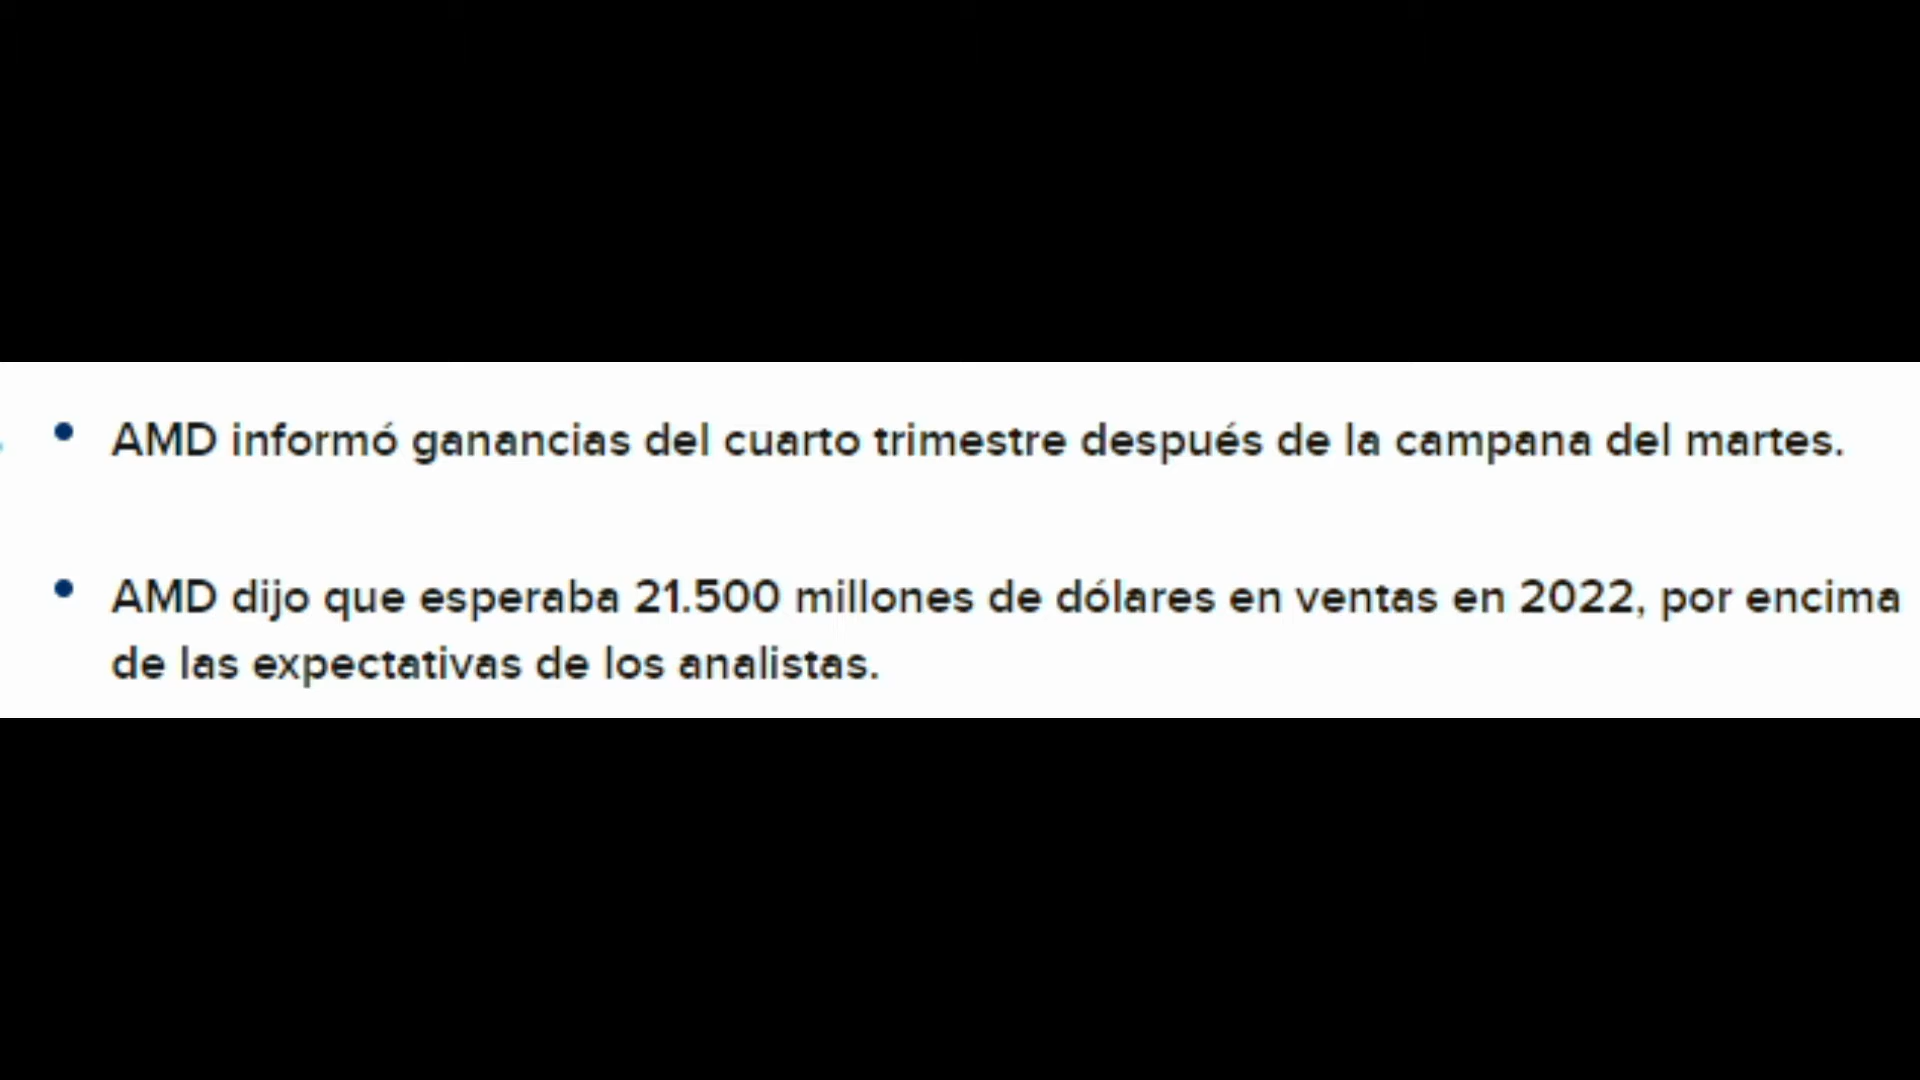 • AMD informó ganancias del cuarto trimestre después de la campana del martes.
• AMD dijo que esperaba 21.500 millones de dólares en ventas en 2022, por encima
de las expectativas de los analistas.